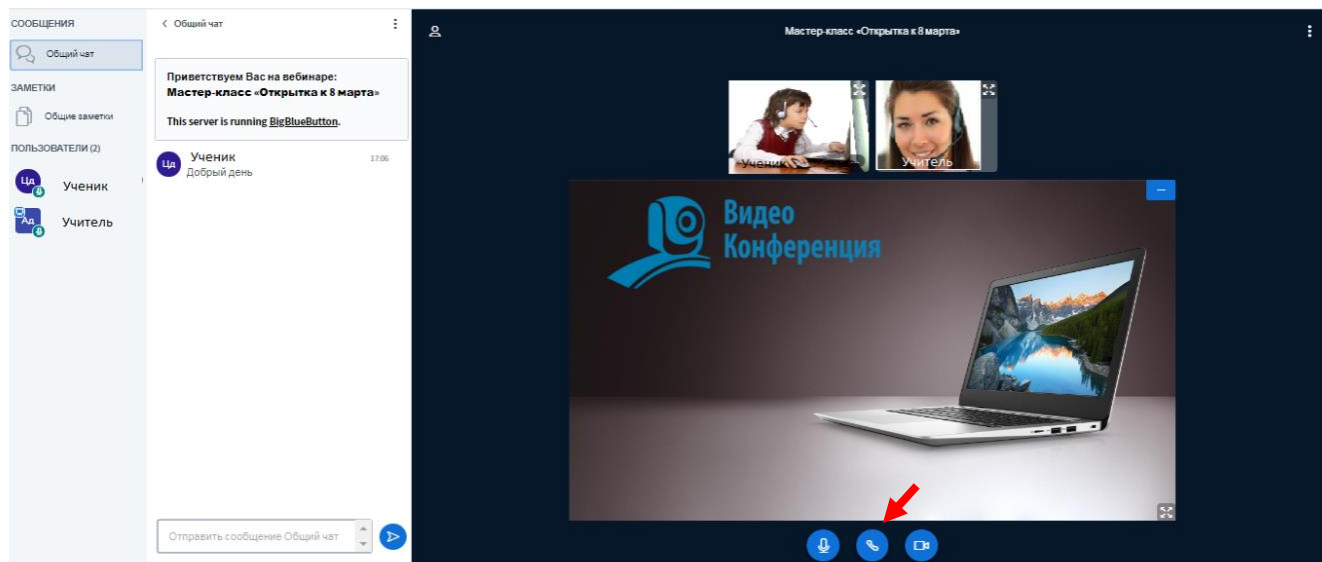 СООБЩЕНИЯ
Общий чат
ЗАМЕТКИ
Общие заметки
ПОЛЬЗОВАТЕЛИ (2)
Цд
Ученик
Ад
Учитель
Общий чат
Приветствуем Вас на вебинаре:
Мастер-класс «Открытка к 8 марта»
This server is running BigBlueButton.
Цд
Ученик
17:06
Добрый день
Отправить сообщение Общий чат
Мастер-класс «Открытка к 8 марта»
Ученик
Учитель
Видео
Конференция